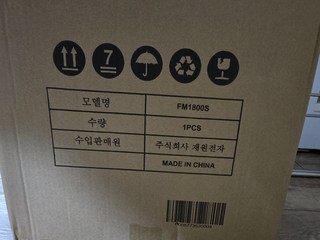 7
모델명 FM1800S
수량 1PCS
수입판매원 주식회사 재원전자
MADE IN CHINA